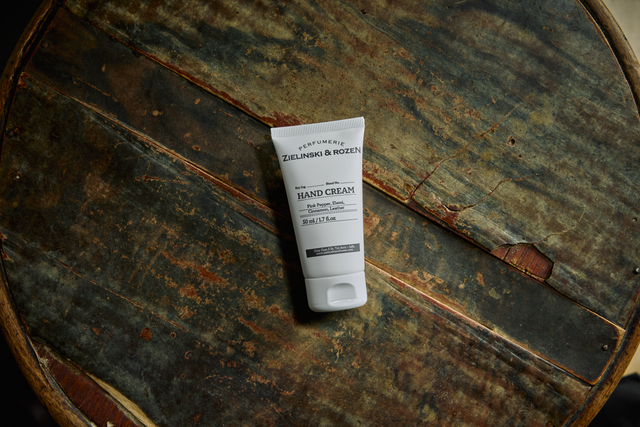 PERFUMERIE
ZIELINSKI & ROZEN
HAND CREAM
Pink Pepper, Elemi,
Cinnamon, Leather
50 ml / 1.7 fl.oz